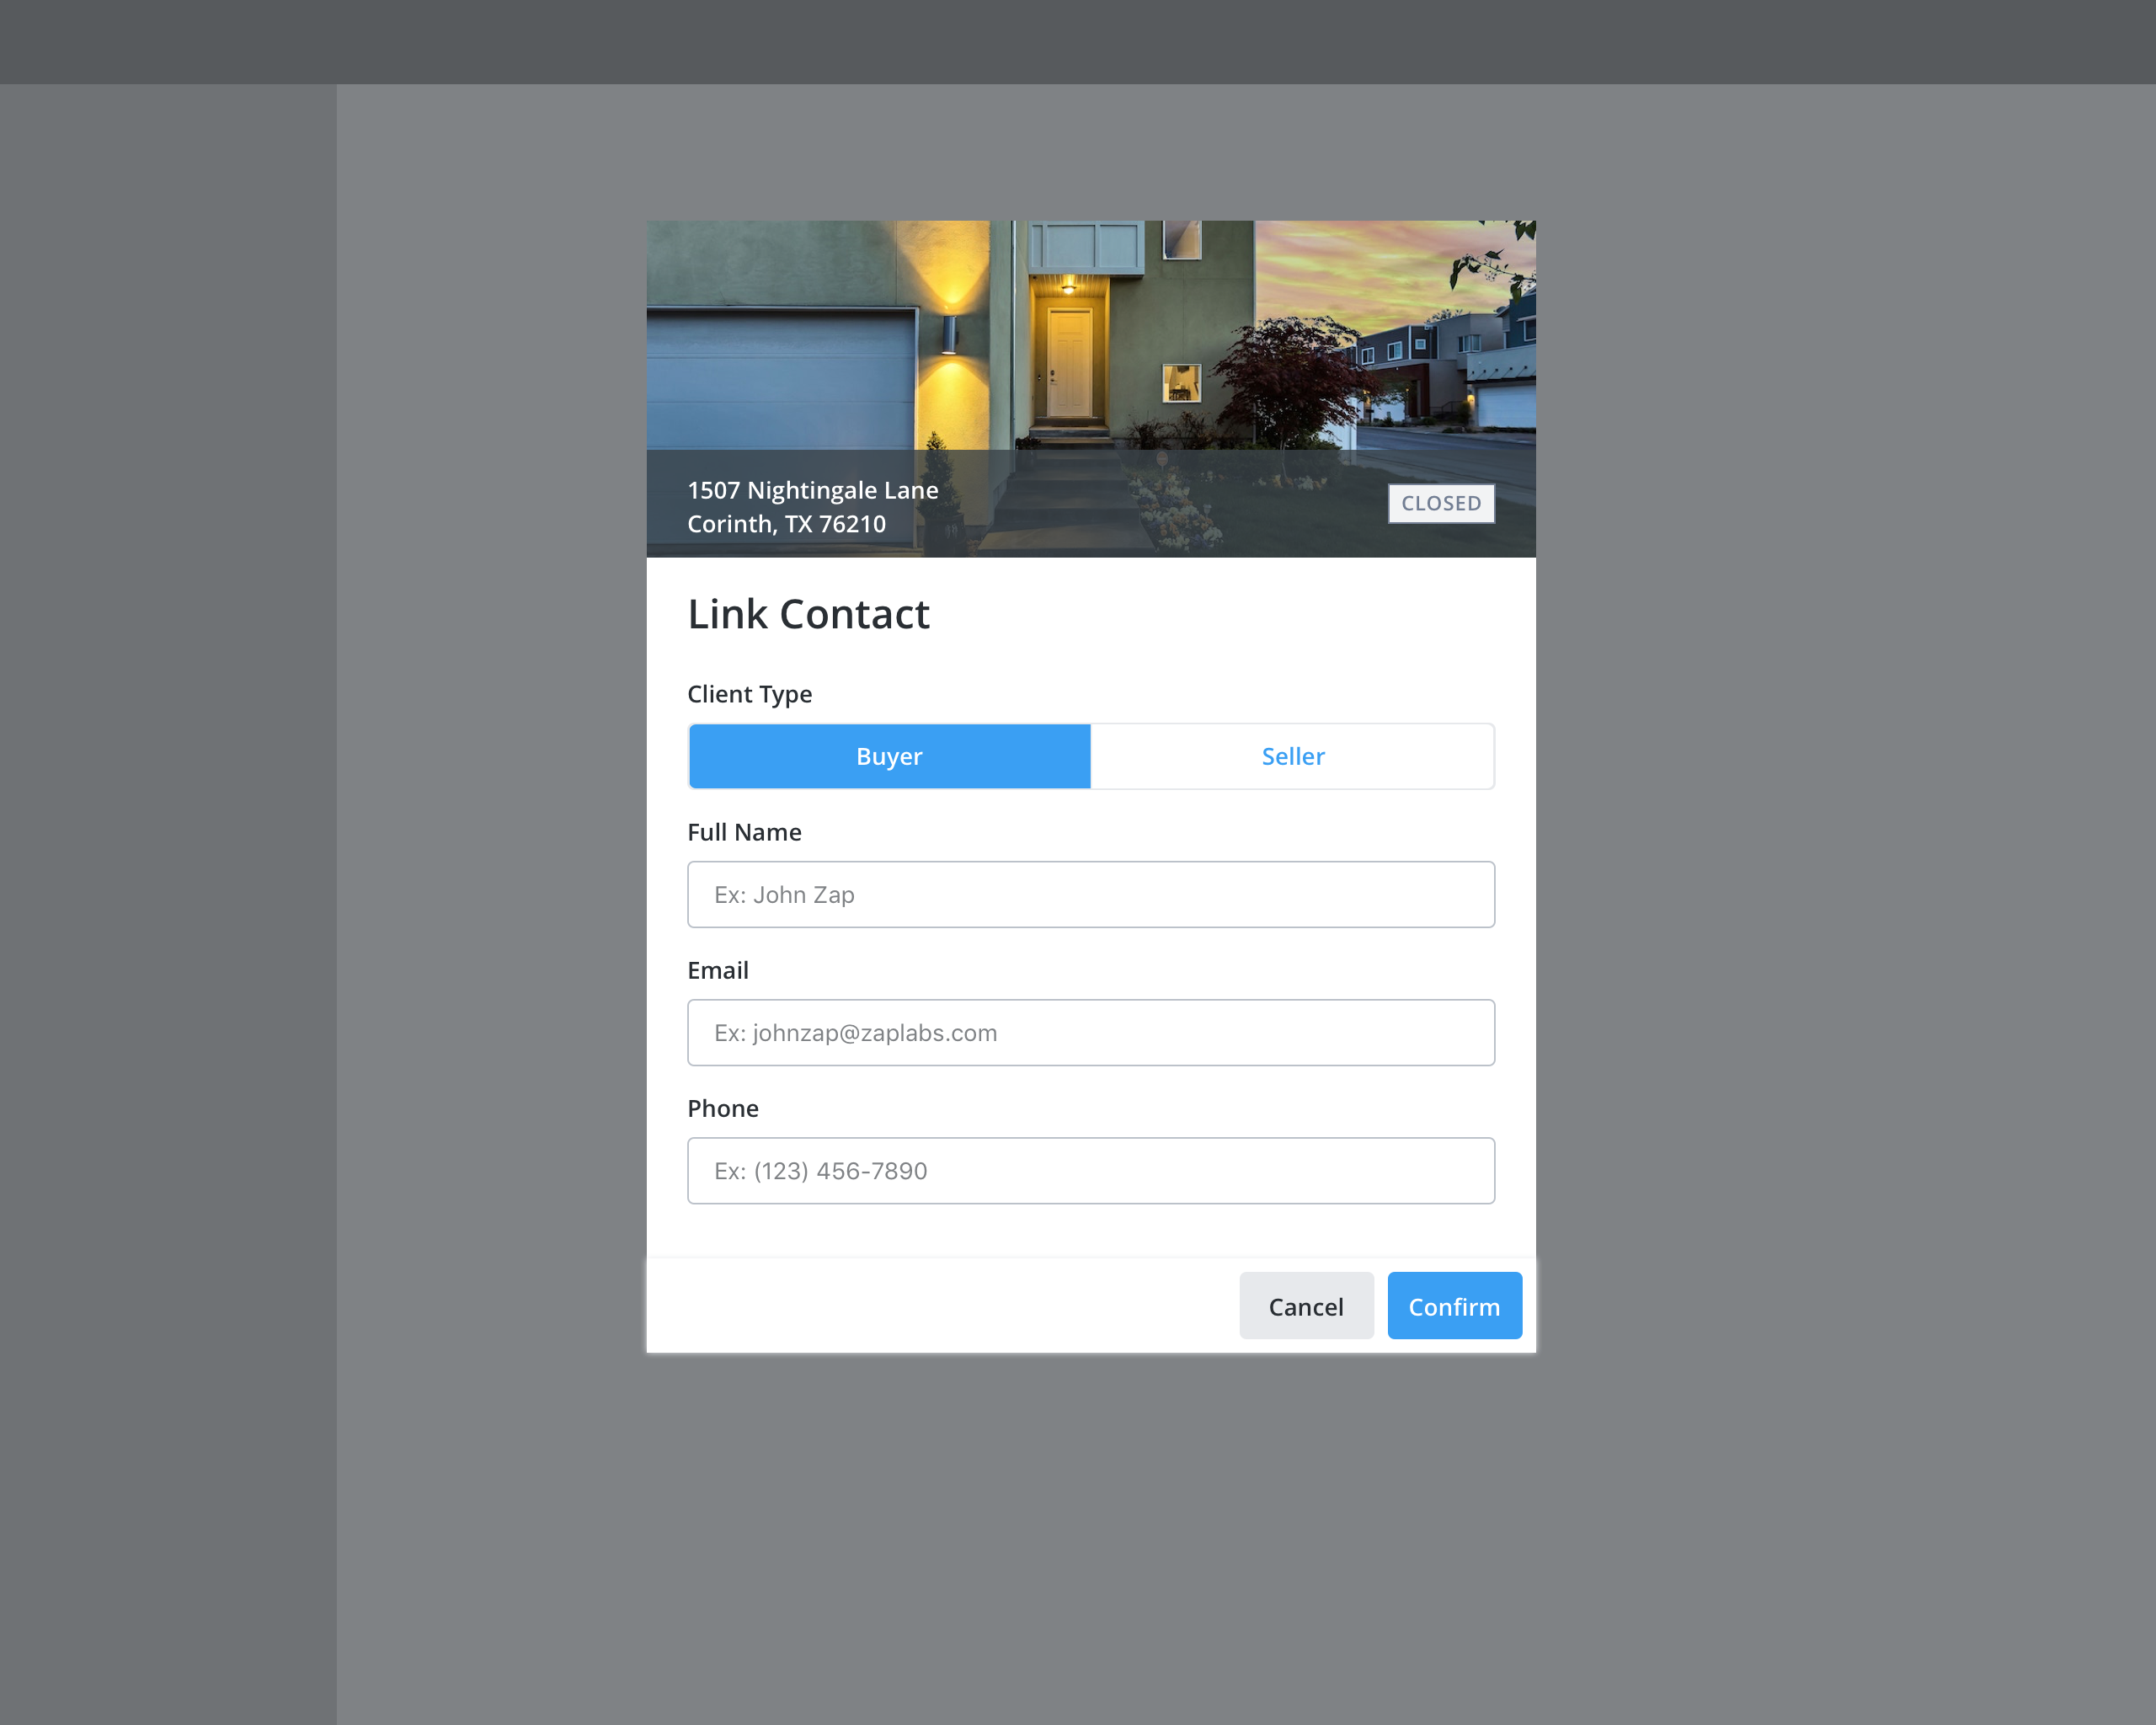 1507 Nightingale Lane
Corinth, TX 76210
CLOSED
Link Contact
Client Type
Buyer
Seller
Full Name
Ex: John Zap
Email
Ex: johnzap@zaplabs.com
Phone
Ex: (123) 456-7890
Cancel
Confirm